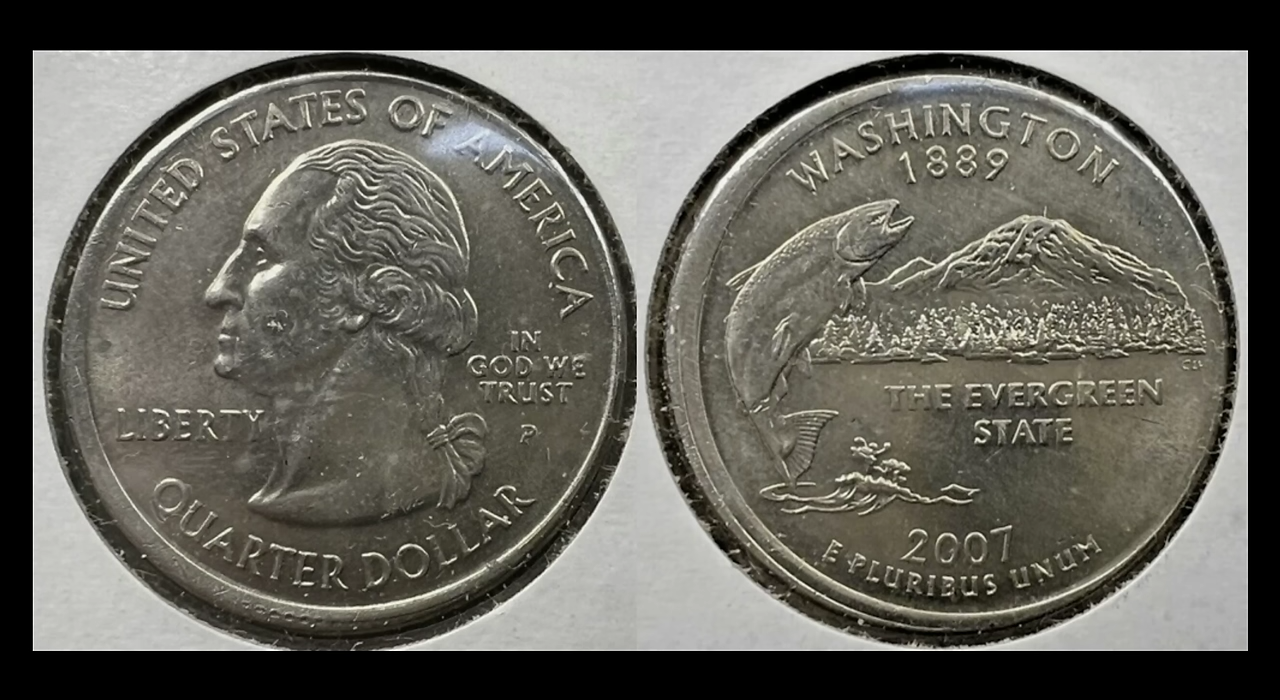 UNITED STATES OF AMERICA
IN
GOD WE
TRUST
LIBERTY
P
QUARTER DOLLAR
WASHINGTON
1889
THE EVERGREEN
STATE
2007
E·PLURIBUS UNUM